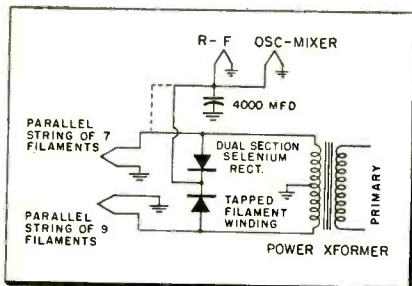 R-F OSC-MIXER
4000 MFD
PARALLEL
STRING OF 7
FILAMENTS
DUAL SECTION
SELENIUM
RECT.
TAPPED
FILAMENT
WINDING
PARALLEL
STRING OF 9
FILAMENTS
PRIMARY
POWER XFORMER